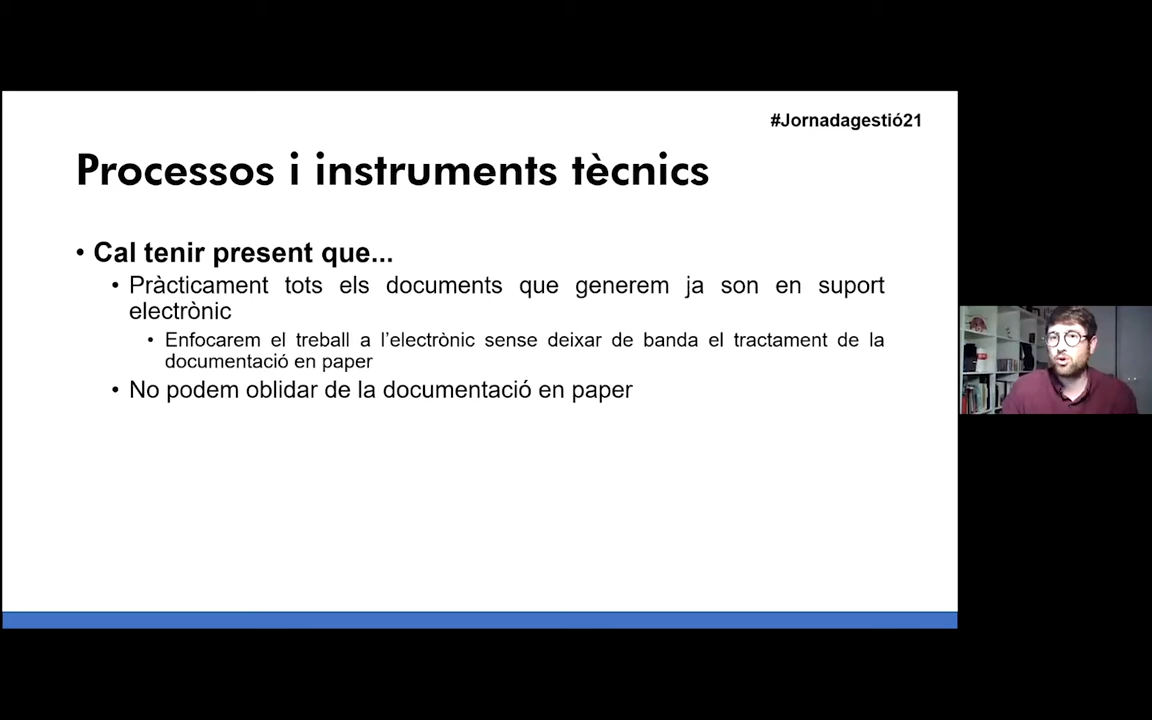 #Jornadagestió21
Processos i instruments tècnics
• Cal tenir present que...
• Pràcticament tots els documents que generem ja son en suport
electrònic
• Enfocarem el treball a l’electrònic sense deixar de banda el tractament de la
documentació en paper
• No podem oblidar de la documentació en paper